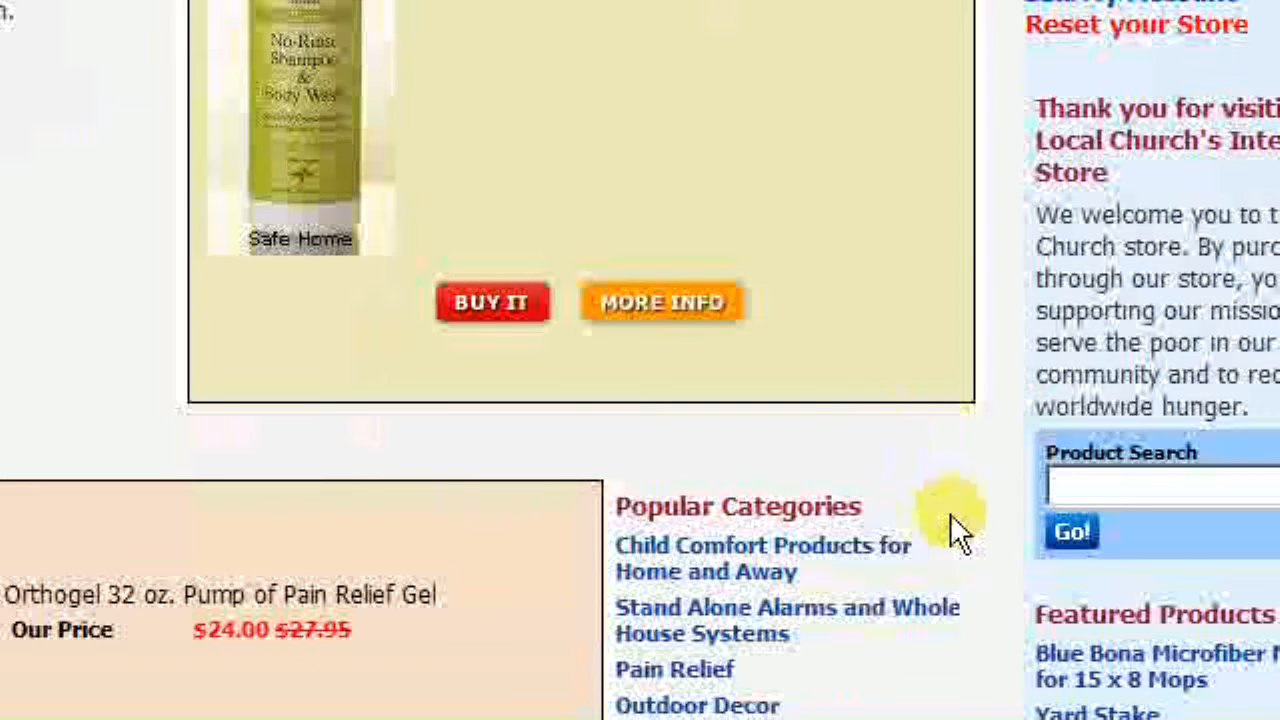 n.
No-Rinse
Shampoo
&
Body Wash
Safe Home
BUY IT
MORE INFO
Orthogel 32 oz. Pump of Pain Relief Gel
Our Price $24.00 $27.95
Popular Categories
Child Comfort Products for
Home and Away
Stand Alone Alarms and Whole
House Systems
Pain Relief
Outdoor Decor
Reset your Store
Thank you for visiti
Local Church's Inte
Store
We welcome you to t
Church store. By purc
through our store, yo
supporting our missio
serve the poor in our
community and to red
worldwide hunger.
Product Search
Go!
Featured Products
Blue Bona Microfiber M
for 15 x 8 Mops
Yard Stake